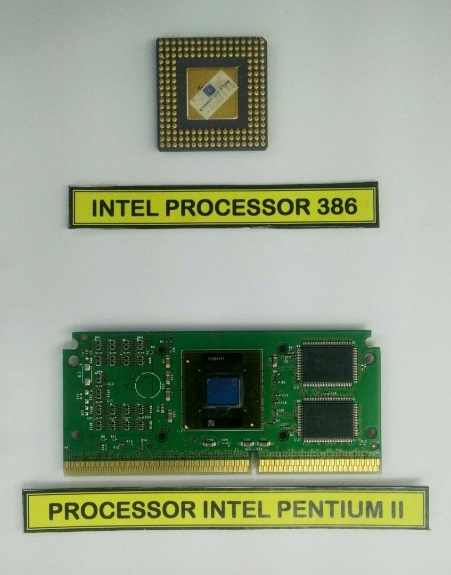 INTEL PROCESSOR 386
PROCESSOR INTEL PENTIUM II